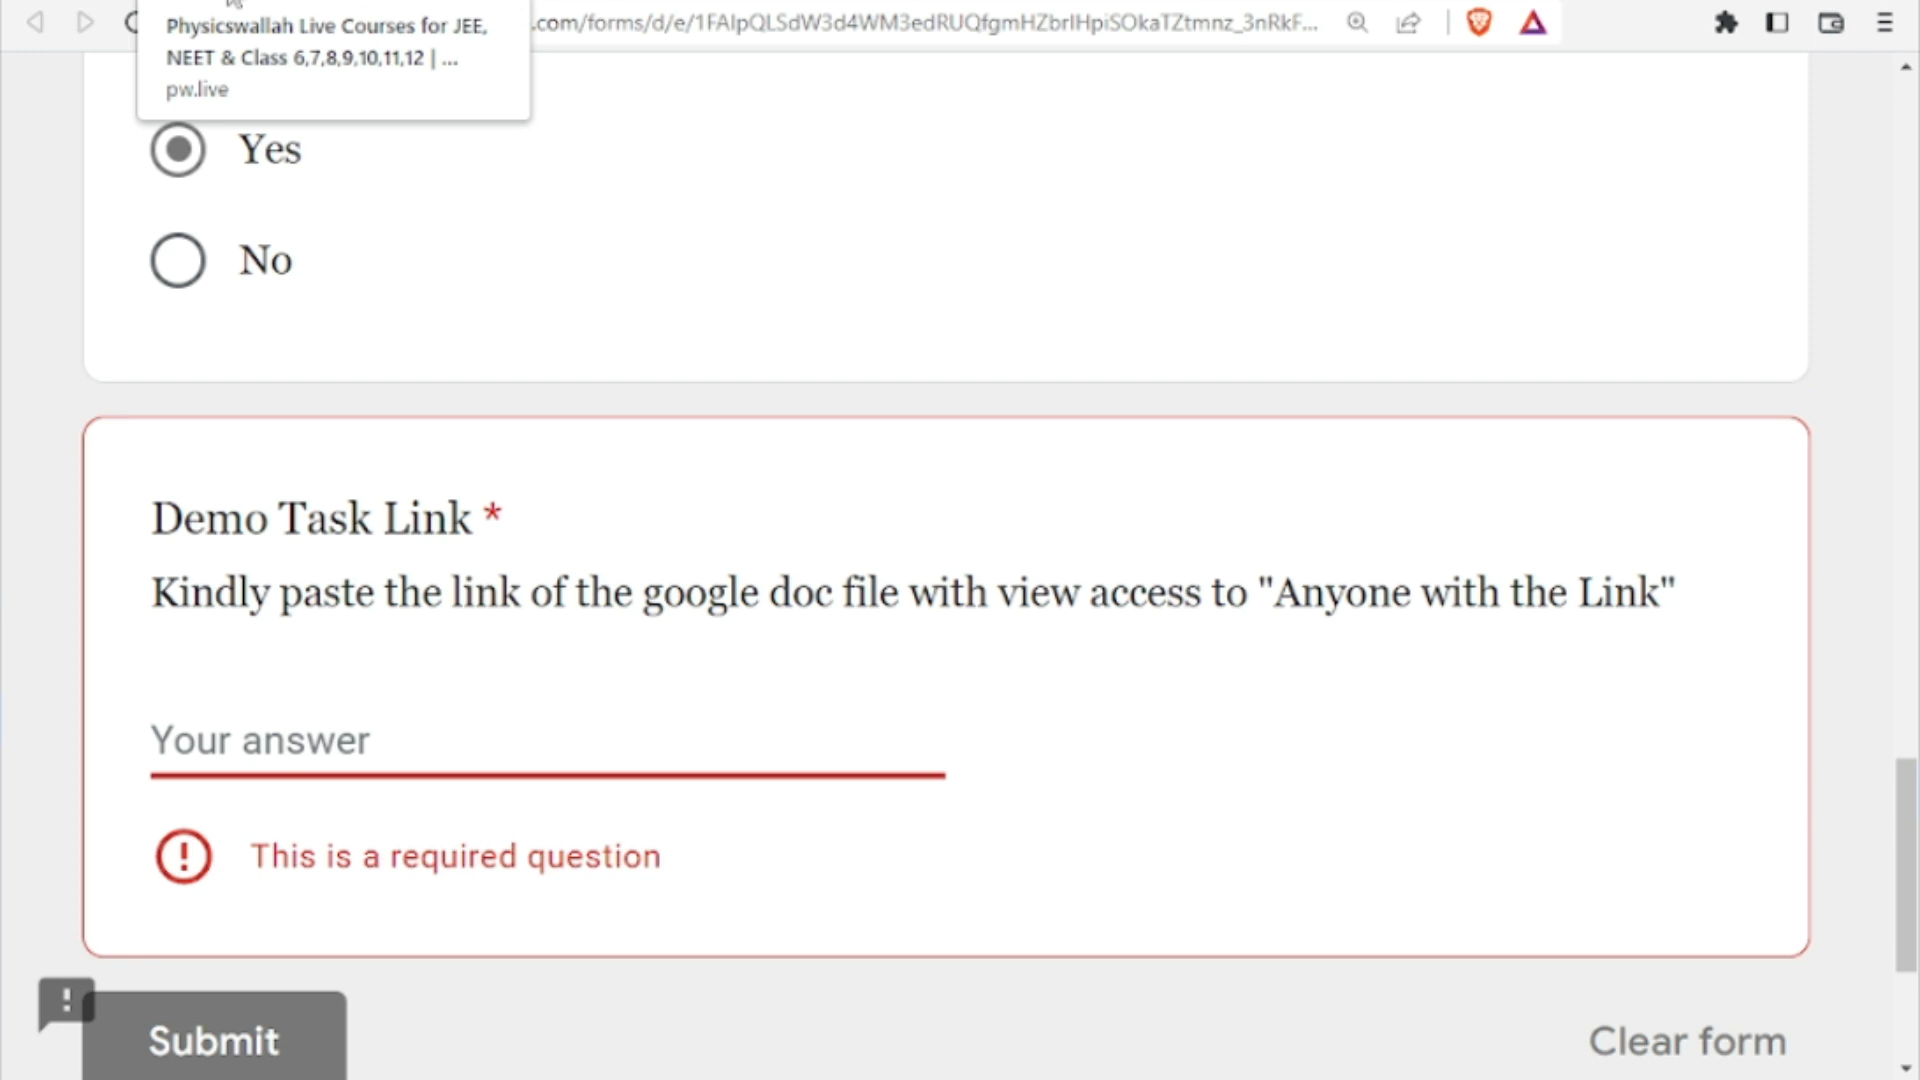 Physicswallah Live Courses for JEE,
NEET & Class 6,7,8,9,10,11,12 | ...
pw.live
.com/forms/d/e/1FAIpQLSdW3d4WM3edRUQfgmHZbrIHpiSOkaTZtmnz_3nRkF...
Yes
No
Demo Task Link *
Kindly paste the link of the google doc file with view access to "Anyone with the Link"
Your answer
This is a required question
Submit
Clear form